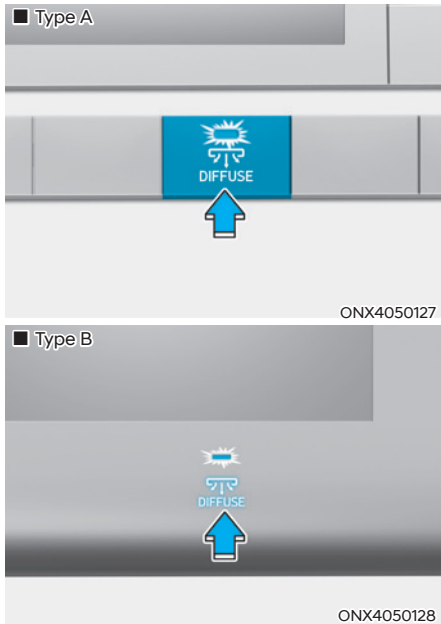 ■ Type A
DIFFUSE
ONX4050127
■ Type B
DIFFUSE
ONX4050128